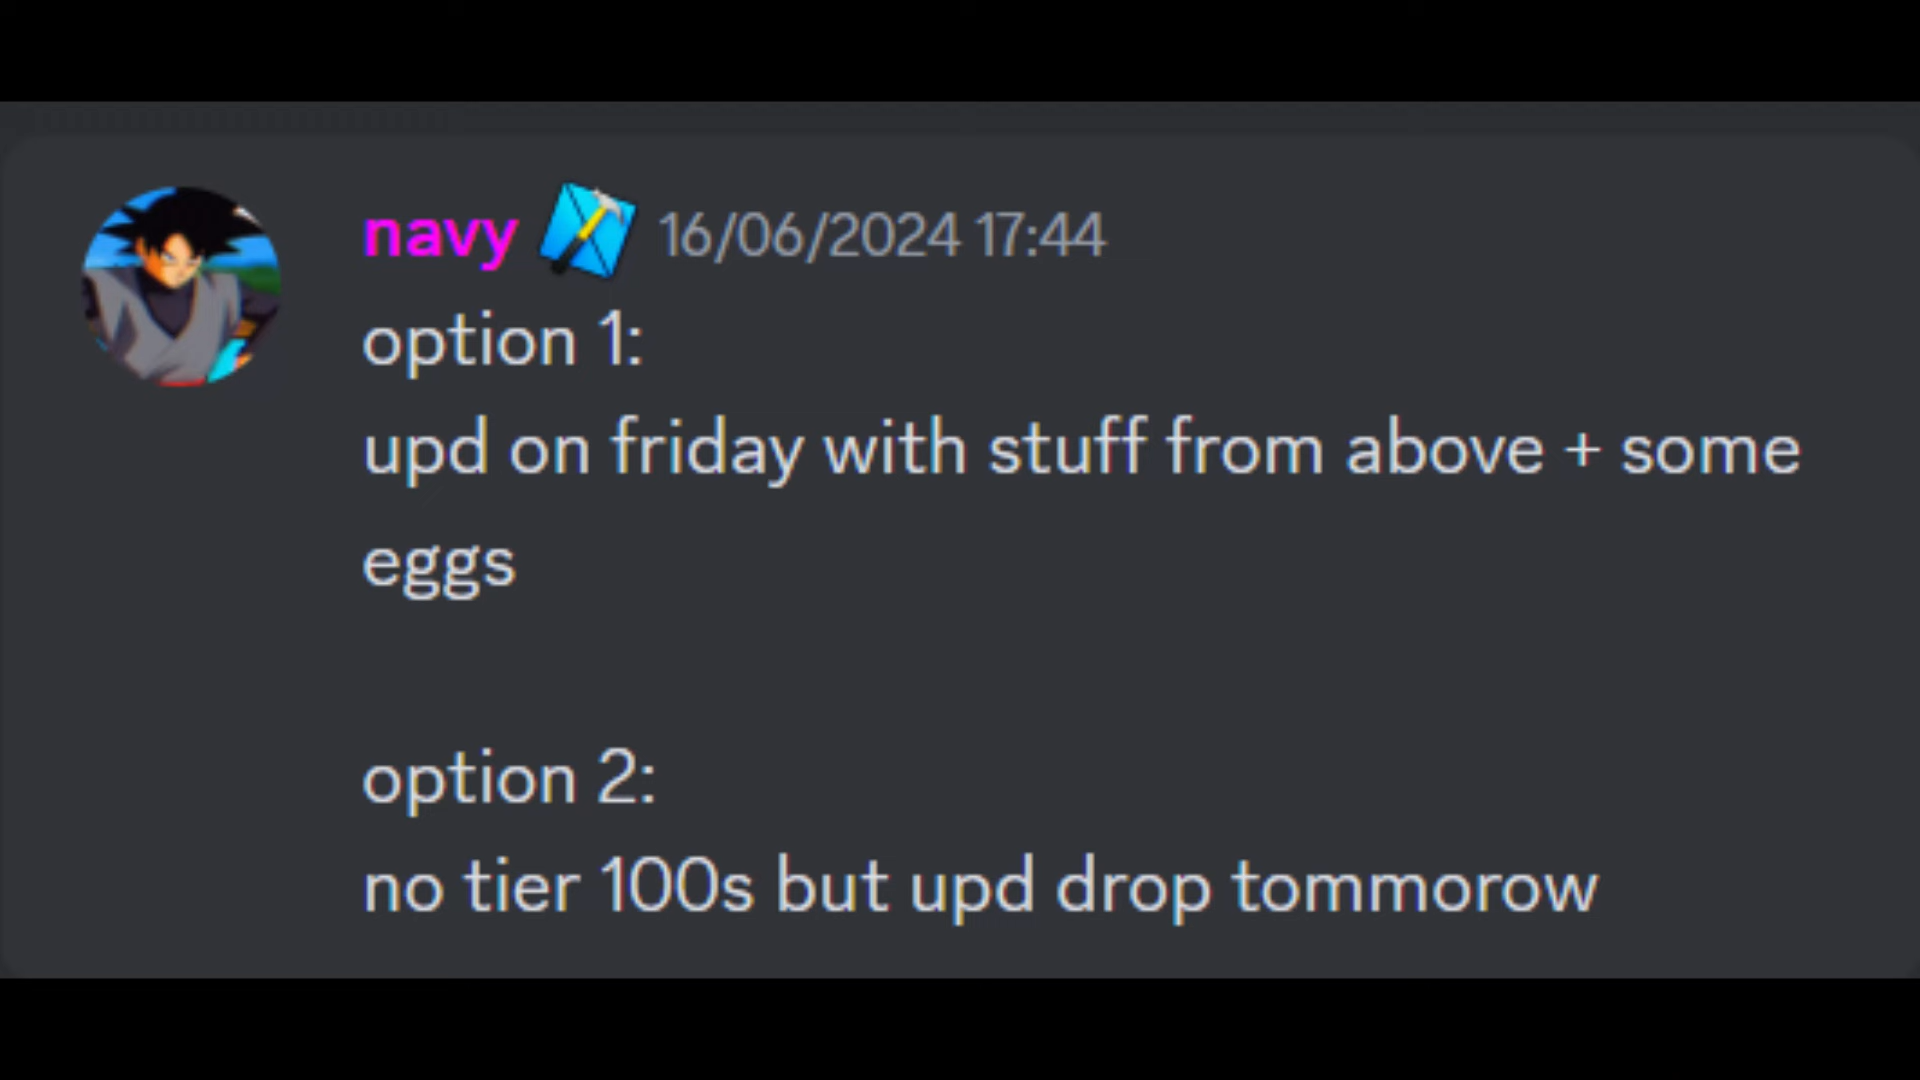 navy 16/06/2024 17:44
option 1:
upd on friday with stuff from above + some
eggs
option 2:
no tier 100s but upd drop tommorow